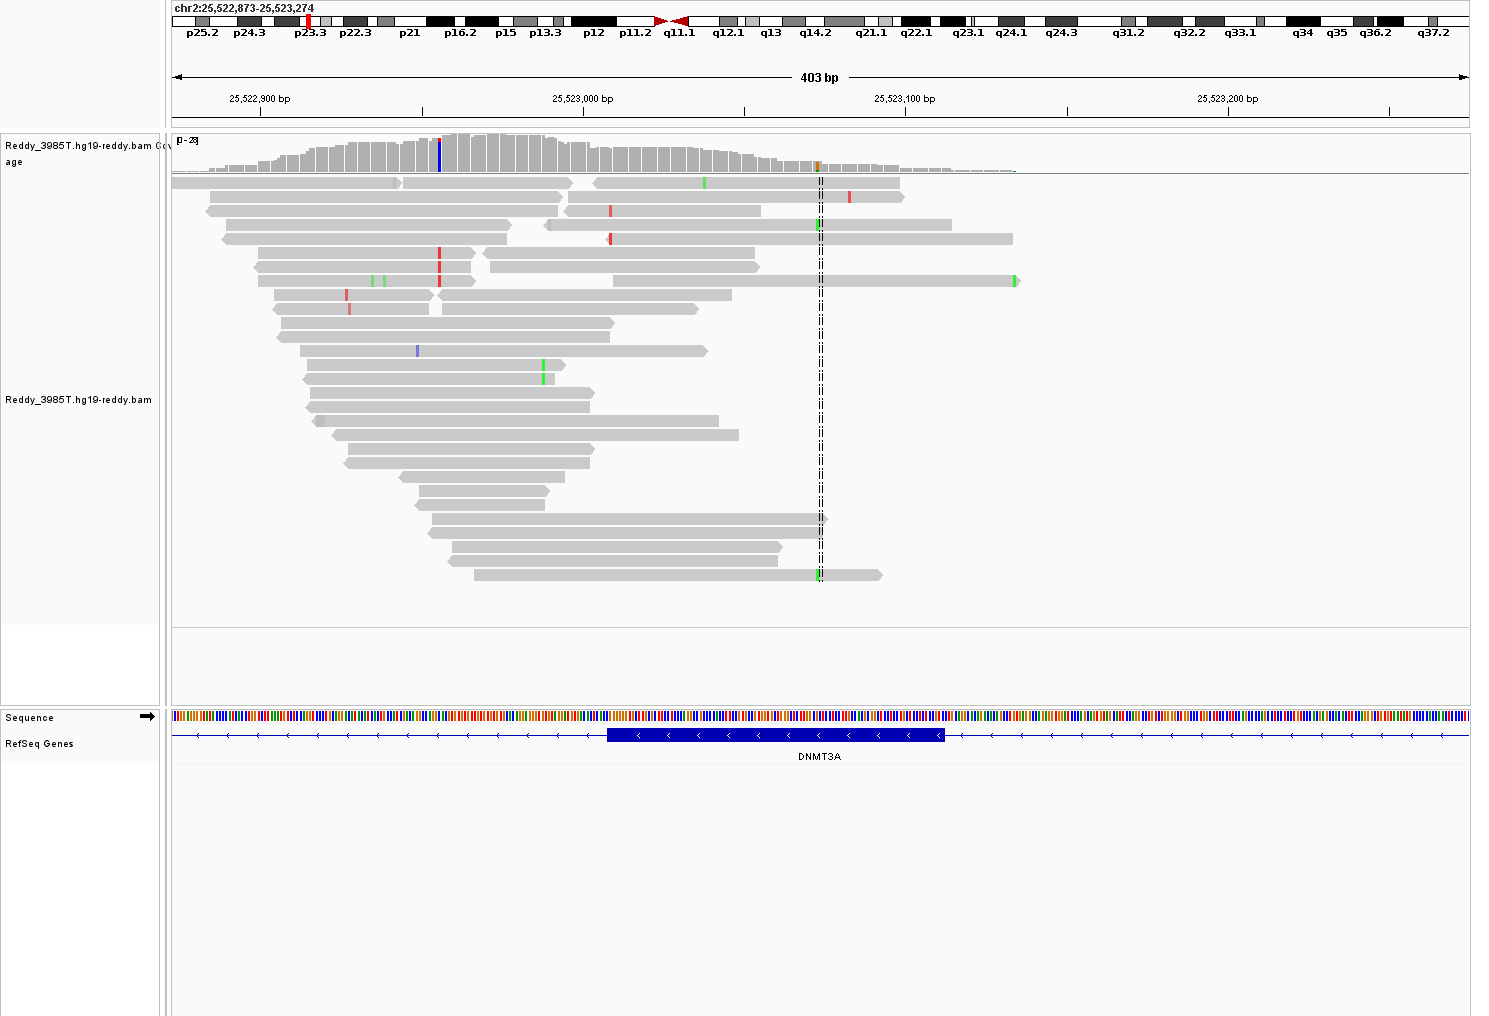 chr2:25,522,873-25,523,274
p25.2 p24.3 p23.3 p22.3 p21 p16.2 p15 p13.3 p12 p11.2 q11.1 q12.1 q13 q14.2 q21.1 q22.1 q23.1 q24.1 q24.3 q31.2 q32.2 q33.1 q34 q35 q36.2 q37.2
403 bp
25,522,900 bp 25,523,000 bp 25,523,100 bp 25,523,200 bp
Reddy_3985T.hg19-reddy.bam Cov
age
Reddy_3985T.hg19-reddy.bam
Sequence
RefSeq Genes
DNMT3A